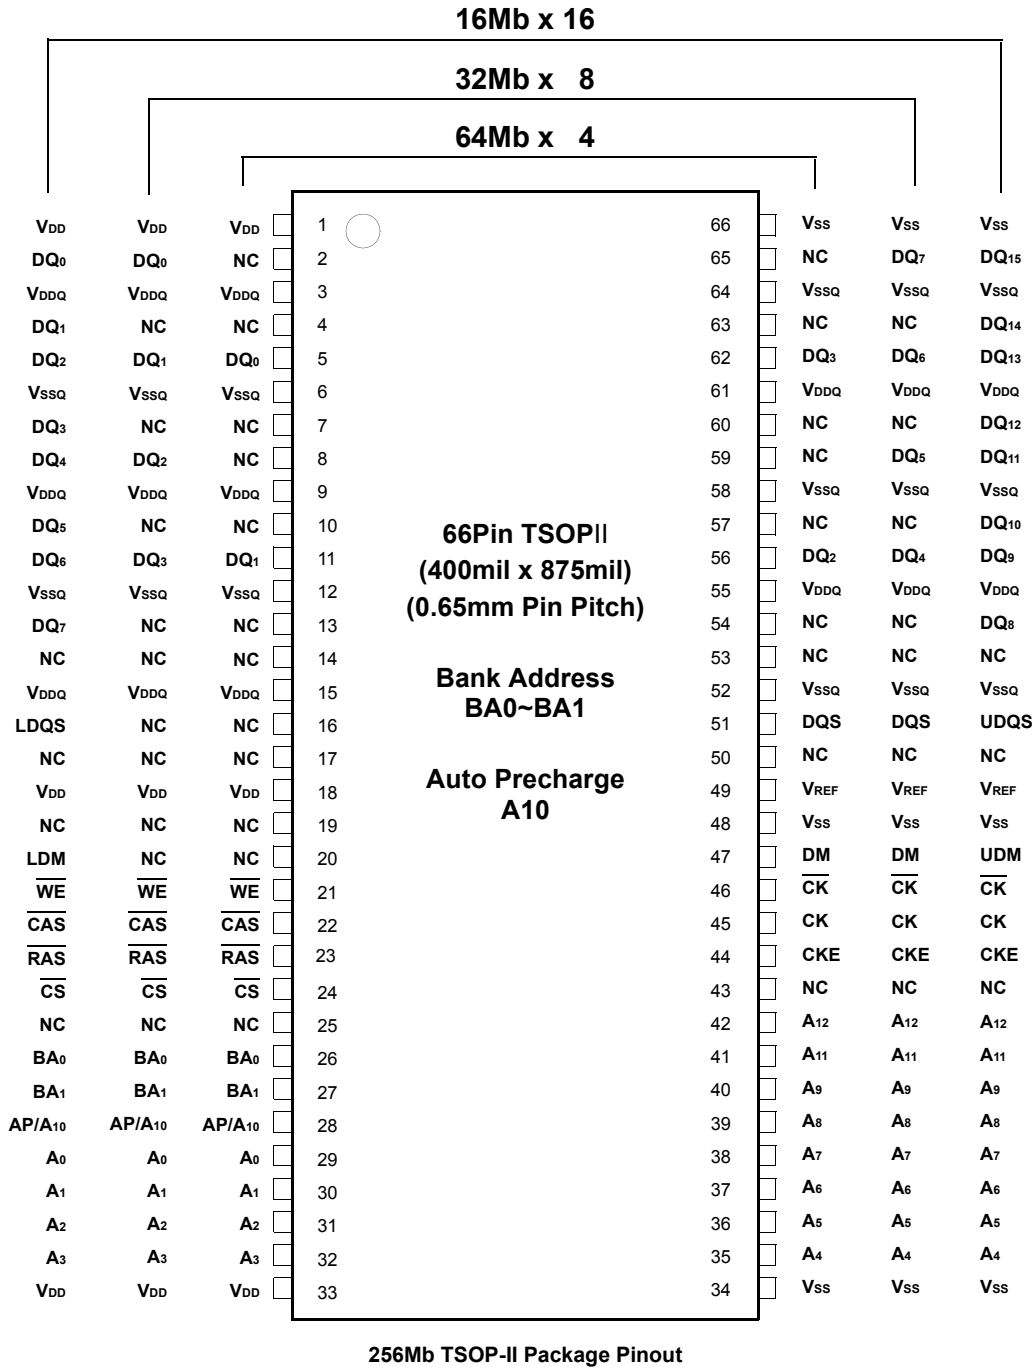 16Mb x 16
32Mb x 8
64Mb x 4
VDD VDD VDD 1 66 VSS VSS VSS
DQ0 DQ0 NC 2 65 NC DQ7 DQ15
VDDQ VDDQ VDDQ 3 64 VSSQ VSSQ VSSQ
DQ1 NC NC 4 63 NC NC DQ14
DQ2 DQ1 DQ0 5 62 DQ3 DQ6 DQ13
VSSQ VSSQ VSSQ 6 61 VDDQ VDDQ VDDQ
DQ3 NC NC 7 60 NC NC DQ12
DQ4 DQ2 NC 8 59 NC DQ5 DQ11
VDDQ VDDQ VDDQ 9 58 VSSQ VSSQ VSSQ
DQ5 NC NC 10 57 NC NC DQ10
DQ6 DQ3 DQ1 11 56 DQ2 DQ4 DQ9
VSSQ VSSQ VSSQ 12 55 VDDQ VDDQ VDDQ
DQ7 NC NC 13 54 NC NC DQ8
NC NC NC 14 53 NC NC NC
VDDQ VDDQ VDDQ 15 52 VSSQ VSSQ VSSQ
LDQS NC NC 16 51 DQS DQS UDQS
NC NC NC 17 50 NC NC NC
VDD VDD VDD 18 49 VREF VREF VREF
NC NC NC 19 48 VSS VSS VSS
LDM NC NC 20 47 DM DM UDM
WE WE WE 21 46 CK CK CK
CAS CAS CAS 22 45 CK CK CK
RAS RAS RAS 23 44 CKE CKE CKE
CS CS CS 24 43 NC NC NC
NC NC NC 25 42 A12 A12 A12
BA0 BA0 BA0 26 41 A11 A11 A11
BA1 BA1 BA1 27 40 A9 A9 A9
AP/A10 AP/A10 AP/A10 28 39 A8 A8 A8
A0 A0 A0 29 38 A7 A7 A7
A1 A1 A1 30 37 A6 A6 A6
A2 A2 A2 31 36 A5 A5 A5
A3 A3 A3 32 35 A4 A4 A4
VDD VDD VDD 33 34 VSS VSS VSS
66Pin TSOPII
(400mil x 875mil)
(0.65mm Pin Pitch)
Bank Address
BA0~BA1
Auto Precharge
A10
256Mb TSOP-II Package Pinout